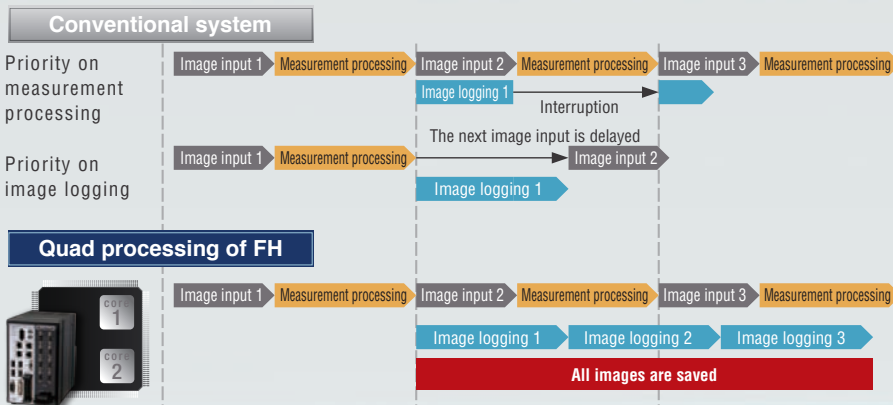 Conventional system
Priority on
measurement
processing
Image input 1 Measurement processing Image input 2 Measurement processing Image input 3 Measurement processing
Image logging 1
Interruption
The next image input is delayed
Priority on
image logging
Image input 1 Measurement processing Image input 2
Image logging 1
Quad processing of FH
core
1
core
2
Image input 1 Measurement processing Image input 2 Measurement processing Image input 3 Measurement processing
Image logging 1 Image logging 2 Image logging 3
All images are saved